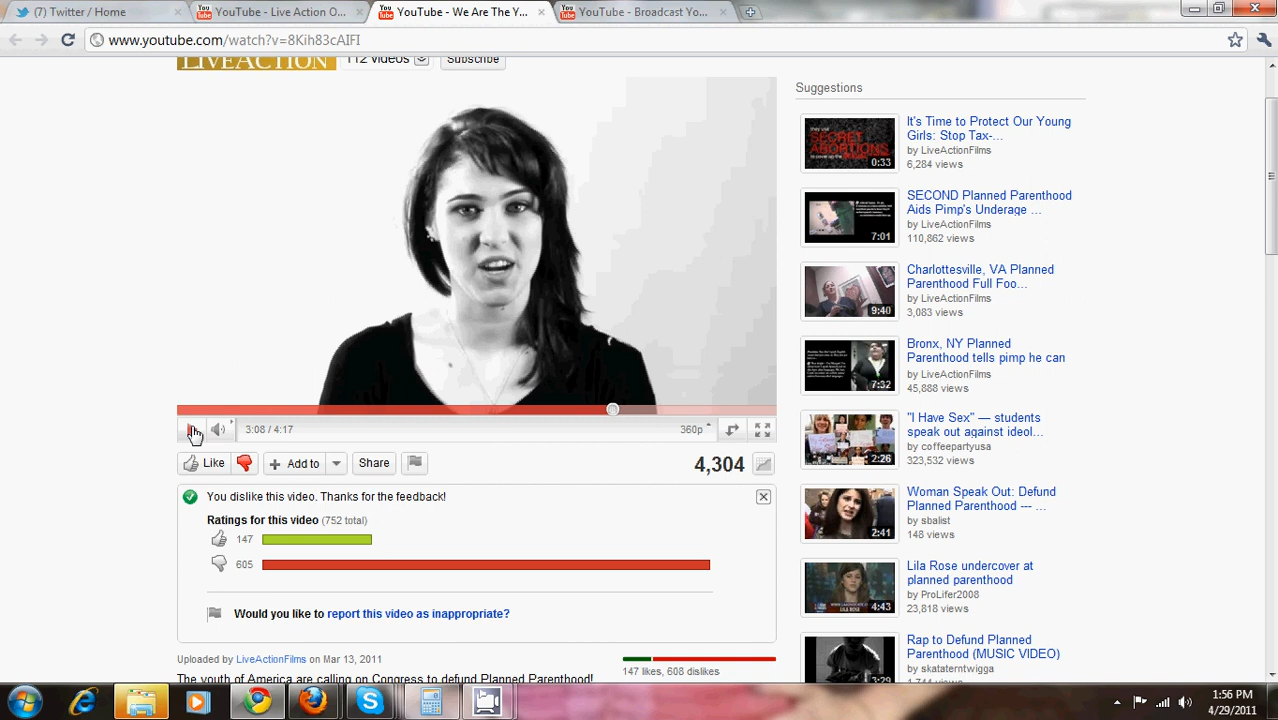 Twitter / Home
YouTube - Live Action O...
YouTube - We Are The Y...
YouTube - Broadcast Yo...
www.youtube.com/watch?v=8Kih83cAIFI
LIVEACTION
112 videos
Subscribe
3:08 / 4:17
360p
Like
Add to
Share
4,304
You dislike this video. Thanks for the feedback!
Ratings for this video (752 total)
147
605
Would you like to report this video as inappropriate?
Uploaded by LiveActionFilms on Mar 13, 2011
147 likes, 608 dislikes
The youth of America calling on Congress to defund Planned Parenthood!
Suggestions
SECRET
ABORTIONS
0:33
It's Time to Protect Our Young
Girls: Stop Tax-...
by LiveActionFilms
6,284 views
7:01
SECOND Planned Parenthood
Aids Pimp's Underage ...
by LiveActionFilms
110,862 views
9:40
Charlottesville, VA Planned
Parenthood Full Foo...
by LiveActionFilms
3,083 views
7:32
Bronx, NY Planned
Parenthood tells pimp he can
by LiveActionFilms
45,888 views
2:26
"I Have Sex" — students
speak out against ideol...
by coffeepartyusa
323,532 views
2:41
Woman Speak Out: Defund
Planned Parenthood --- ...
by sbalist
148 views
LILA ROSE
4:43
Lila Rose undercover at
planned parenthood
by ProLifer2008
23,818 views
3:29
Rap to Defund Planned
Parenthood (MUSIC VIDEO)
by skaterntwigga
1,744 views
1:56 PM
4/29/2011